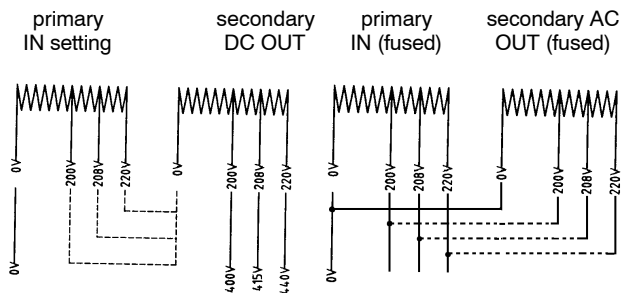 primary
IN setting
secondary
DC OUT
primary
IN (fused)
secondary AC
OUT (fused)
0V
200V
208V
220V
0V
200V
208V
220V
0V
200V
208V
220V
0V
200V
208V
220V
0V
400V
415V
440V
0V